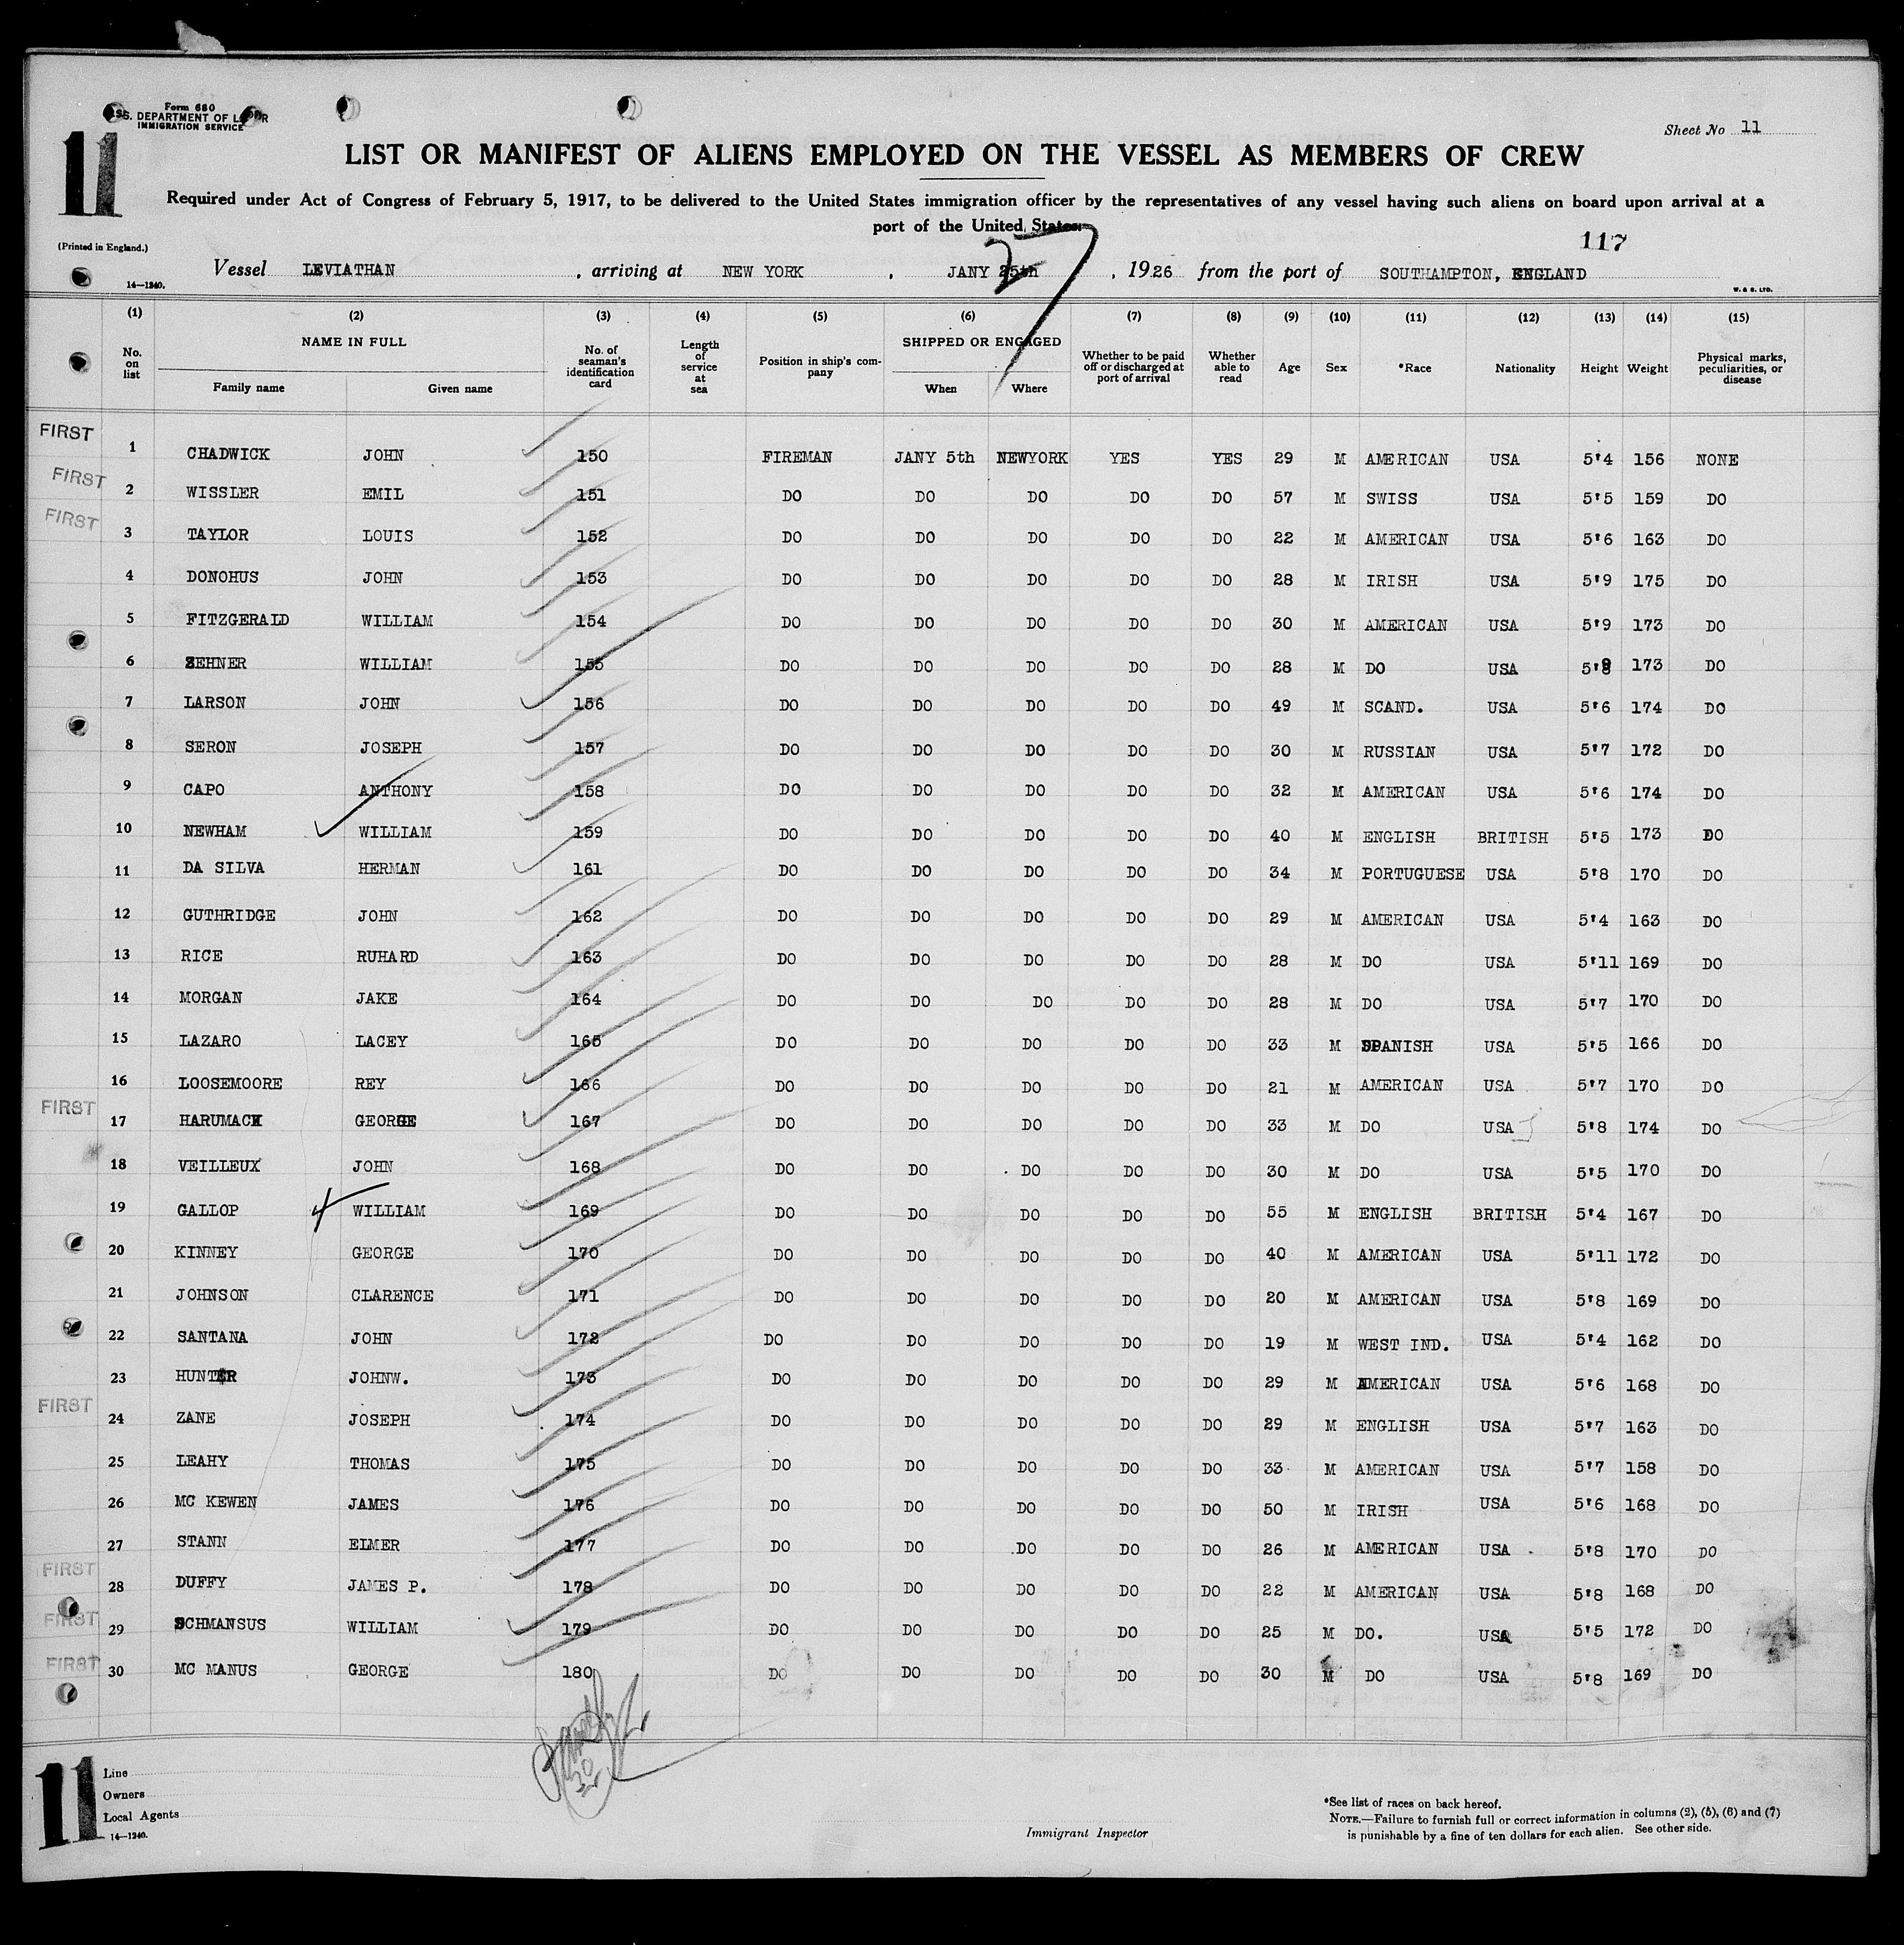 Form 680
DEPARTMENT OF LABOR
IMMIGRATION SERVICE
11
Sheet No 11
LIST OR MANIFEST OF ALIENS EMPLOYED ON THE VESSEL AS MEMBERS OF CREW
Required under Act of Congress of February 5, 1917, to be delivered to the United States immigration officer by the representatives of any vessel having such aliens on board upon arrival at a
port of the United States.
117
(Printed in England.)
Vessel LEVIATHAN , arriving at NEW YORK , JANY 25th 27 , 1926 from the port of SOUTHAMPTON, ENGLAND
14—1240.
W. & S. LTD.
(1) (2) (3) (4) (5) (6) (7) (8) (9) (10) (11) (12) (13) (14) (15)
No. on list NAME IN FULL Family name Given name No. of seaman's identification card Length of service at sea Position in ship's company SHIPPED OR ENGAGED When Where Whether to be paid off or discharged at port of arrival Whether able to read Age Sex *Race Nationality Height Weight Physical marks, peculiarities, or disease
FIRST 1 CHADWICK JOHN 150 FIREMAN JANY 5th NEWYORK YES YES 29 M AMERICAN USA 5'4 156 NONE
FIRST 2 WISSLER EMIL 151 DO DO DO DO DO 57 M SWISS USA 5'5 159 DO
FIRST 3 TAYLOR LOUIS 152 DO DO DO DO DO 22 M AMERICAN USA 5'6 163 DO
4 DONOHUS JOHN 153 DO DO DO DO DO 28 M IRISH USA 5'9 175 DO
5 FITZGERALD WILLIAM 154 DO DO DO DO DO 30 M AMERICAN USA 5'9 173 DO
6 ZEHNER WILLIAM 155 DO DO DO DO DO 28 M DO USA 5'9 173 DO
7 LARSON JOHN 156 DO DO DO DO DO 49 M SCAND. USA 5'6 174 DO
8 SERON JOSEPH 157 DO DO DO DO DO 30 M RUSSIAN USA 5'7 172 DO
9 CAPO ANTHONY 158 DO DO DO DO DO 32 M AMERICAN USA 5'6 174 DO
10 NEWHAM WILLIAM 159 DO DO DO DO DO 40 M ENGLISH BRITISH 5'5 173 DO
11 DA SILVA HERMAN 161 DO DO DO DO DO 34 M PORTUGUESE USA 5'8 170 DO
12 GUTHRIDGE JOHN 162 DO DO DO DO DO 29 M AMERICAN USA 5'4 163 DO
13 RICE RUHARD 163 DO DO DO DO DO 28 M DO USA 5'11 169 DO
14 MORGAN JAKE 164 DO DO DO DO DO 28 M DO USA 5'7 170 DO
15 LAZARO LACEY 165 DO DO DO DO DO 33 M SPANISH USA 5'5 166 DO
16 LOOSEMOORE REY 166 DO DO DO DO DO 21 M AMERICAN USA 5'7 170 DO
FIRST 17 HARUMACK GEORGE 167 DO DO DO DO DO 33 M DO USA 5'8 174 DO
18 VEILLEUX JOHN 168 DO DO DO DO DO 30 M DO USA 5'5 170 DO
19 GALLOP WILLIAM 169 DO DO DO DO DO 55 M ENGLISH BRITISH 5'4 167 DO
20 KINNEY GEORGE 170 DO DO DO DO DO 40 M AMERICAN USA 5'11 172 DO
21 JOHNSON CLARENCE 171 DO DO DO DO DO 20 M AMERICAN USA 5'8 169 DO
22 SANTANA JOHN 172 DO DO DO DO DO 19 M WEST IND. USA 5'4 162 DO
23 HUNTER JOHNW. 173 DO DO DO DO DO 29 M AMERICAN USA 5'6 168 DO
FIRST 24 ZANE JOSEPH 174 DO DO DO DO DO 29 M ENGLISH USA 5'7 163 DO
25 LEAHY THOMAS 175 DO DO DO DO DO 33 M AMERICAN USA 5'7 158 DO
26 MC KEWEN JAMES 176 DO DO DO DO DO 50 M IRISH USA 5'6 168 DO
27 STANN ELMER 177 DO DO DO DO DO 26 M AMERICAN USA 5'8 170 DO
FIRST 28 DUFFY JAMES P. 178 DO DO DO DO DO 22 M AMERICAN USA 5'8 168 DO
FIRST 29 SCHMANSUS WILLIAM 179 DO DO DO DO DO 25 M DO. USA 5'5 172 DO
FIRST 30 MC MANUS GEORGE 180 DO DO DO DO DO 30 M DO USA 5'8 169 DO
11
Line
Owners
Local Agents
14—1240.
Immigrant Inspector
*See list of races on back hereof.
NOTE.—Failure to furnish full or correct information in columns (2), (5), (6) and (7)
is punishable by a fine of ten dollars for each alien. See other side.